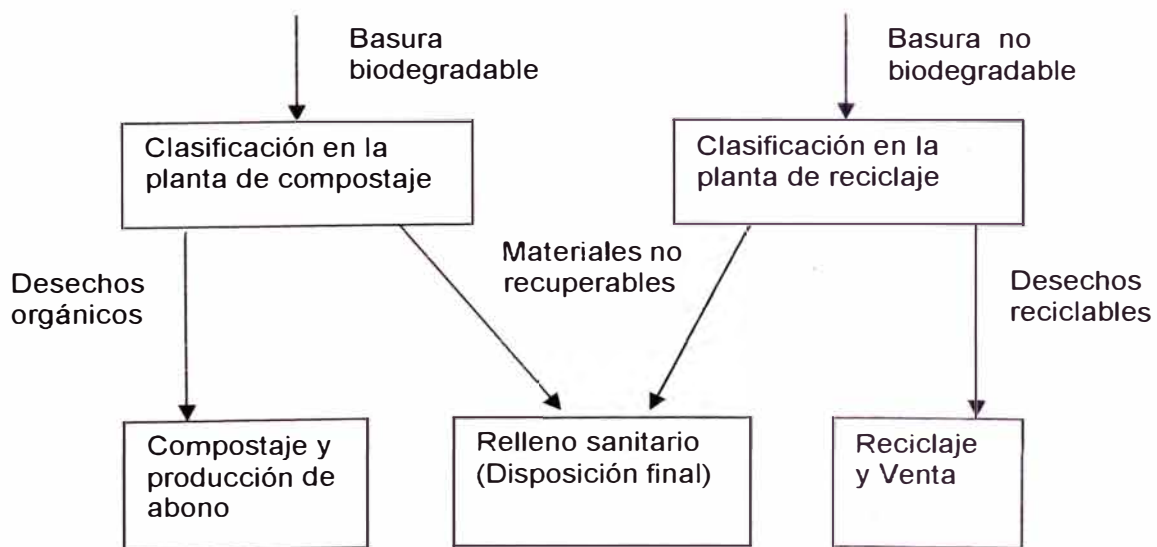 Basura
biodegradable
Basura no
biodegradable
Clasificación en la
planta de compostaje
Clasificación en la
planta de reciclaje
Desechos
orgánicos
Materiales no
recuperables
Desechos
reciclables
Compostaje y
producción de
abono
Relleno sanitario
(Disposición final)
Reciclaje
y Venta